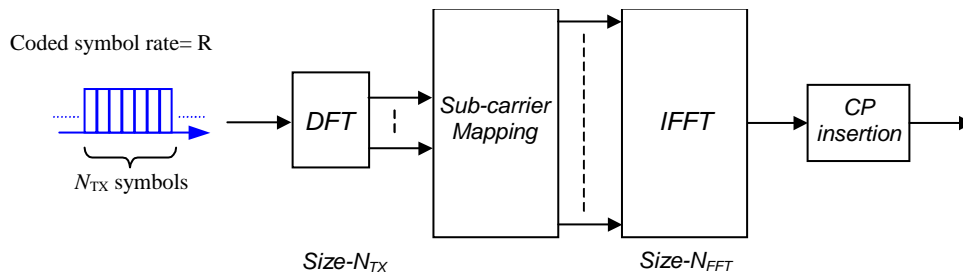 Coded symbol rate= R
DFT
Sub-carrier
Mapping
IFFT
CP
insertion
NTX symbols
Size-NTX
Size-NFFT